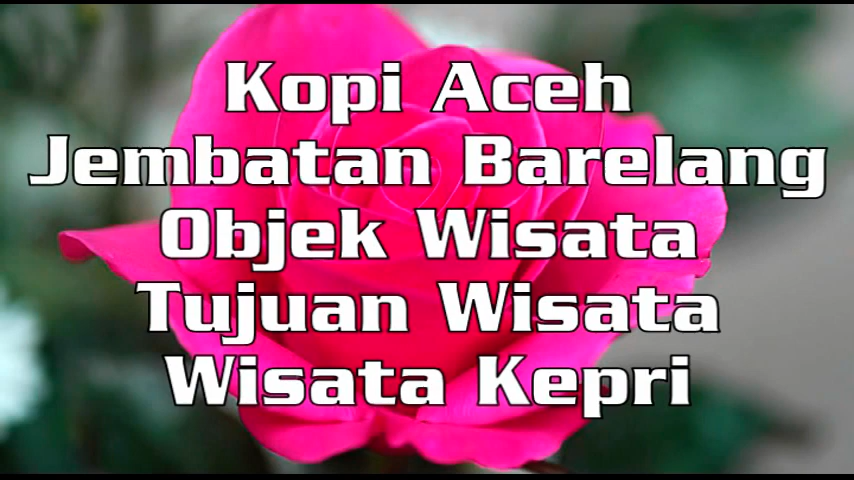 Kopi Aceh
Jembatan Barelang
Objek Wisata
Tujuan Wisata
Wisata Kepri